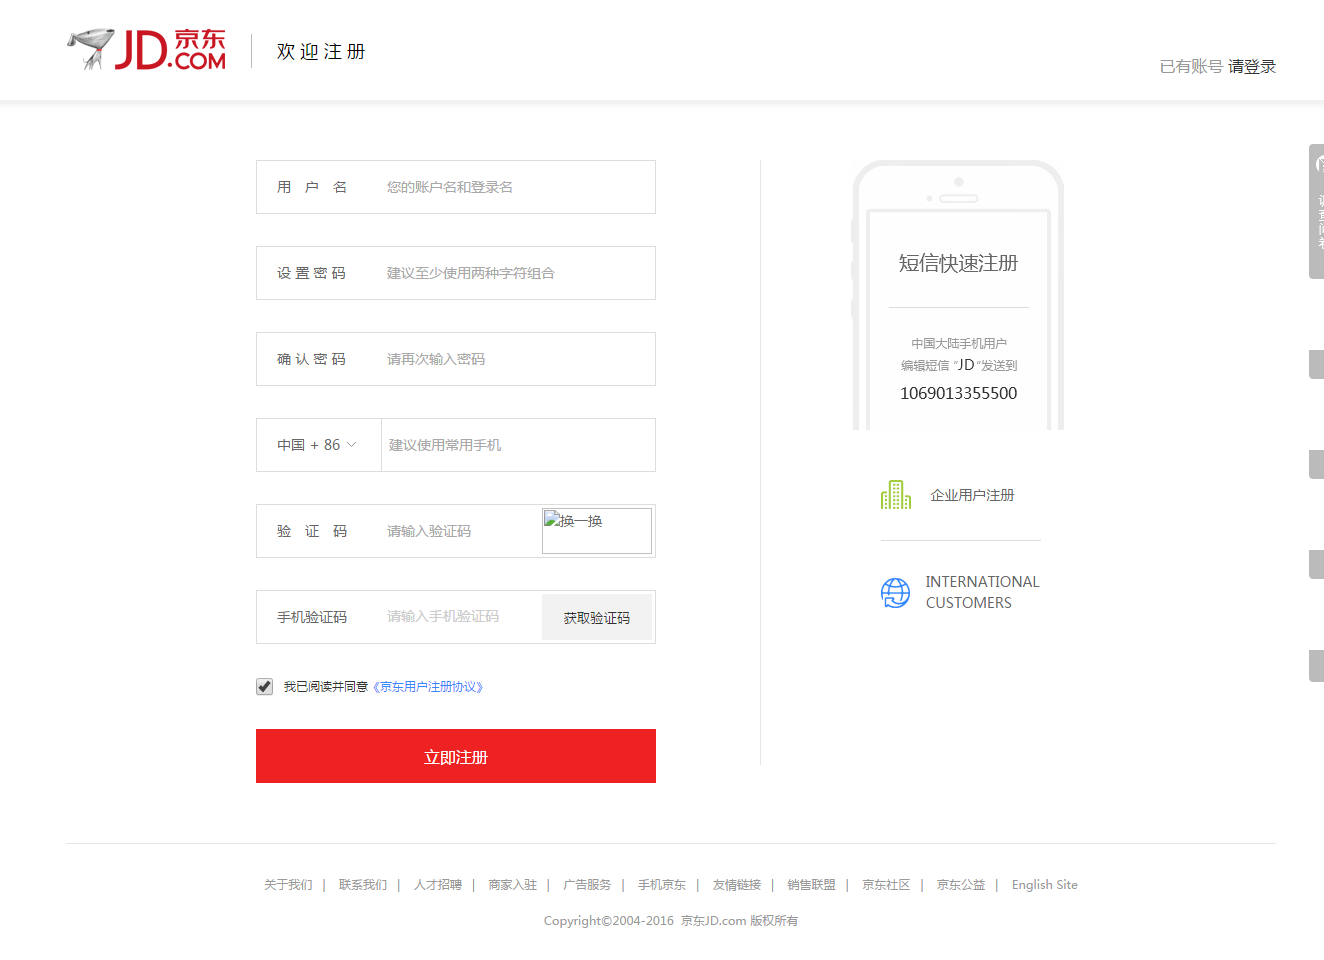 京东
JD.COM
欢迎注册
已有账号 请登录
用户名 您的账户名和登录名
设置密码 建议至少使用两种字符组合
确认密码 请再次输入密码
中国 + 86 建议使用常用手机
验证码 请输入验证码 换一换
手机验证码 请输入手机验证码 获取验证码
我已阅读并同意《京东用户注册协议》
立即注册
短信快速注册
中国大陆手机用户
编辑短信 “JD”发送到
1069013355500
企业用户注册
INTERNATIONAL
CUSTOMERS
关于我们 | 联系我们 | 人才招聘 | 商家入驻 | 广告服务 | 手机京东 | 友情链接 | 销售联盟 | 京东社区 | 京东公益 | English Site
Copyright©2004-2016 京东JD.com 版权所有